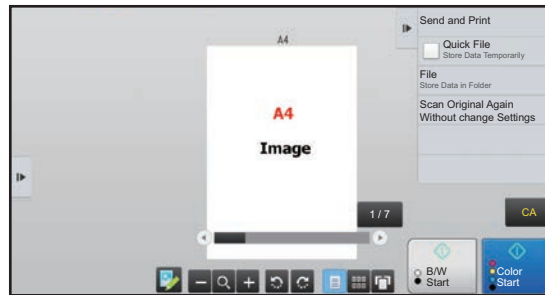 A4
A4
Image
1 / 7
Send and Print
Quick File
Store Data Temporarily
File
Store Data in Folder
Scan Original Again
Without change Settings
CA
B/W
Start
Color
Start